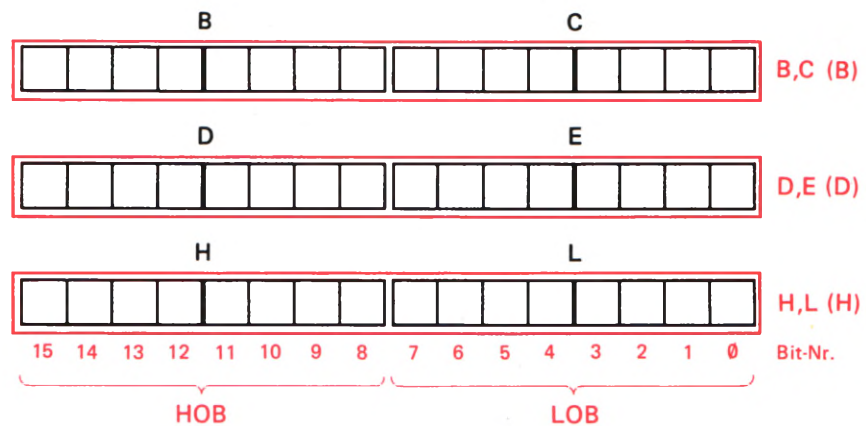 B C
B,C (B)
D E
D,E (D)
H L
H,L (H)
15 14 13 12 11 10 9 8 7 6 5 4 3 2 1 Ø Bit-Nr.
HOB LOB